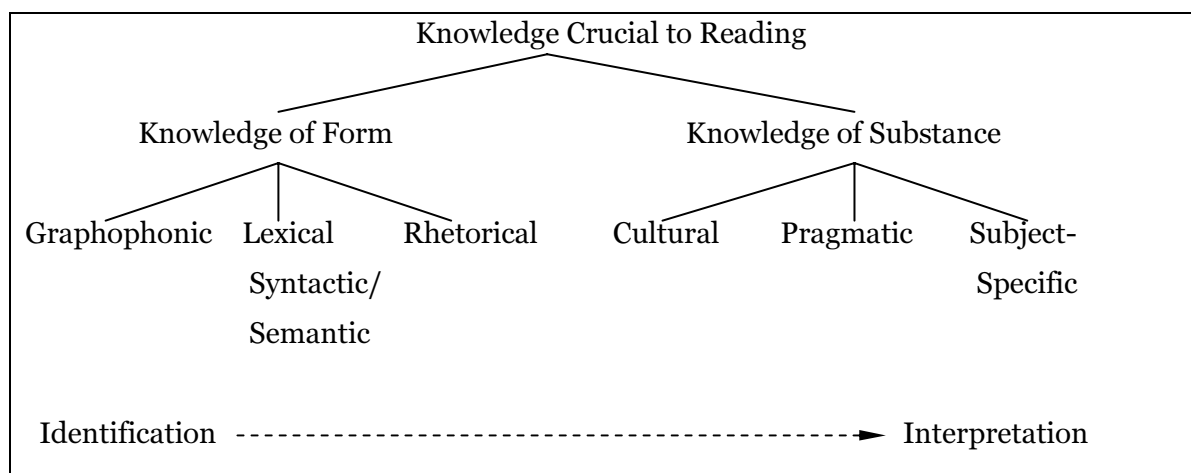 Knowledge Crucial to Reading
Knowledge of Form Knowledge of Substance
Graphophonic Lexical Rhetorical Cultural Pragmatic Subject-
Syntactic/ Specific
Semantic
Identification Interpretation